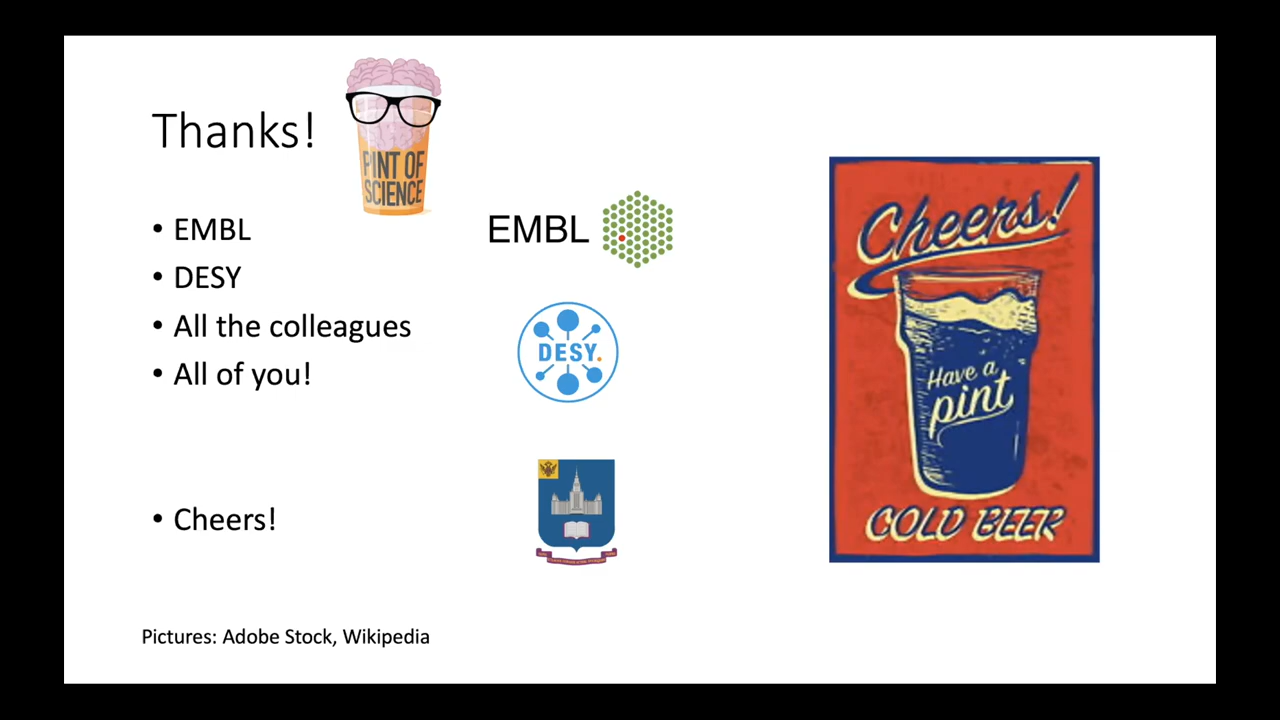 Thanks!
PINT OF
SCIENCE
• EMBL
• DESY
• All the colleagues
• All of you!
• Cheers!
Pictures: Adobe Stock, Wikipedia
EMBL
DESY.
Cheers!
Have a
pint
COLD BEER